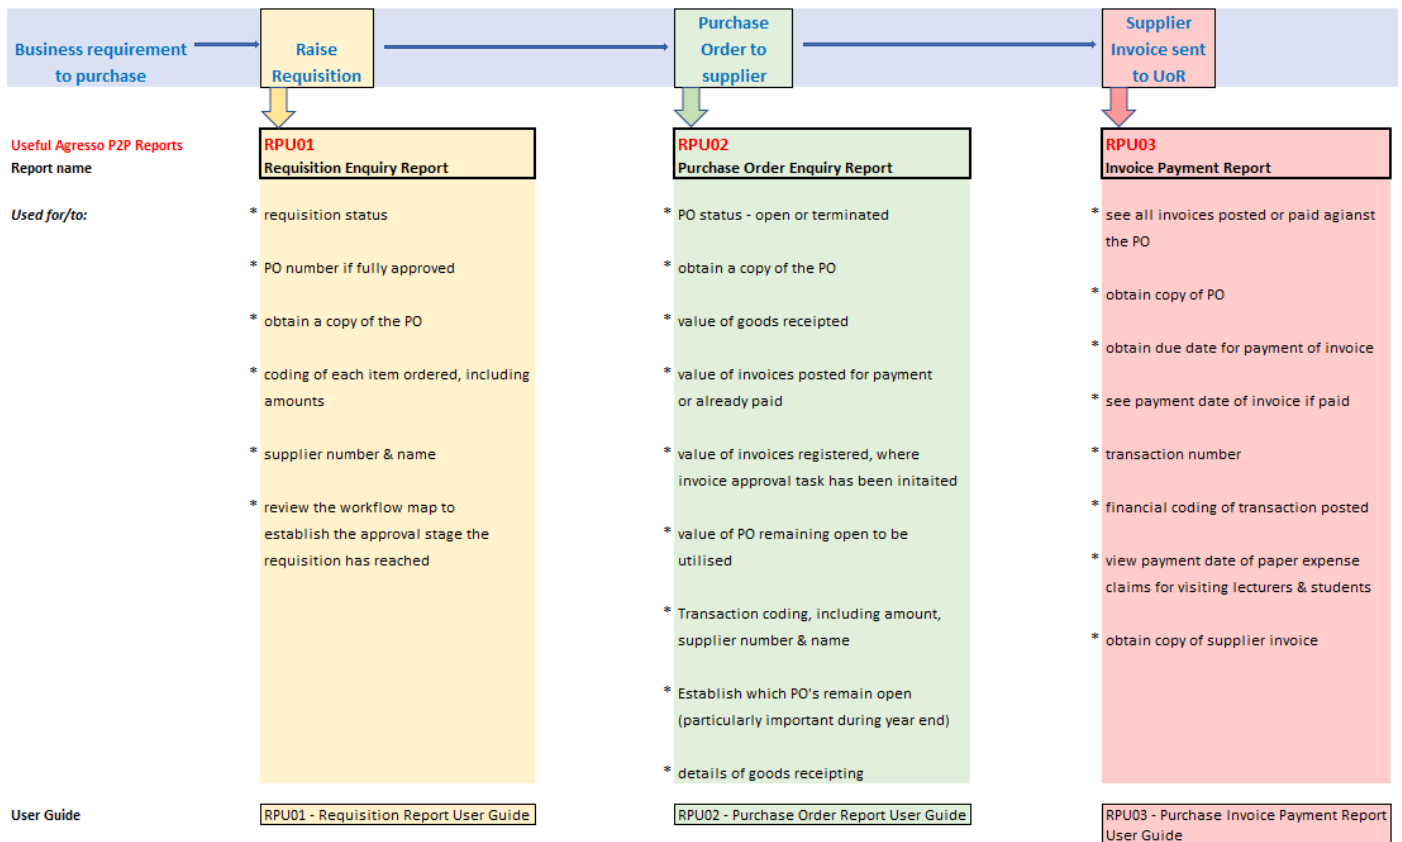 Business requirement
to purchase
Raise
Requisition
Purchase
Order to
supplier
Supplier
Invoice sent
to UoR
Useful Agresso P2P Reports
Report name
RPU01
Requisition Enquiry Report
RPU02
Purchase Order Enquiry Report
RPU03
Invoice Payment Report
Used for/to:
* requisition status
* PO number if fully approved
* obtain a copy of the PO
* coding of each item ordered, including
amounts
* supplier number & name
* review the workflow map to
establish the approval stage the
requisition has reached
* PO status - open or terminated
* obtain a copy of the PO
* value of goods receipted
* value of invoices posted for payment
or already paid
* value of invoices registered, where
invoice approval task has been initaited
* value of PO remaining open to be
utilised
* Transaction coding, including amount,
supplier number & name
* Establish which PO's remain open
(particularly important during year end)
* details of goods receipting
* see all invoices posted or paid agianst
the PO
* obtain copy of PO
* obtain due date for payment of invoice
* see payment date of invoice if paid
* transaction number
* financial coding of transaction posted
* view payment date of paper expense
claims for visiting lecturers & students
* obtain copy of supplier invoice
User Guide
RPU01 - Requisition Report User Guide
RPU02 - Purchase Order Report User Guide
RPU03 - Purchase Invoice Payment Report
User Guide